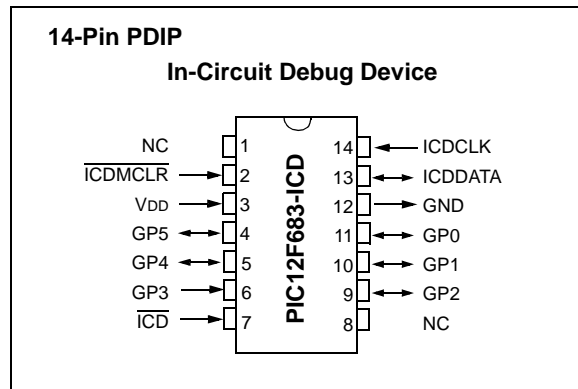 14-Pin PDIP
In-Circuit Debug Device
NC 1 14 ICDCLK
ICDMCLR 2 13 ICDDATA
VDD 3 12 GND
GP5 4 11 GP0
GP4 5 10 GP1
GP3 6 9 GP2
ICD 7 8 NC
PIC12F683-ICD